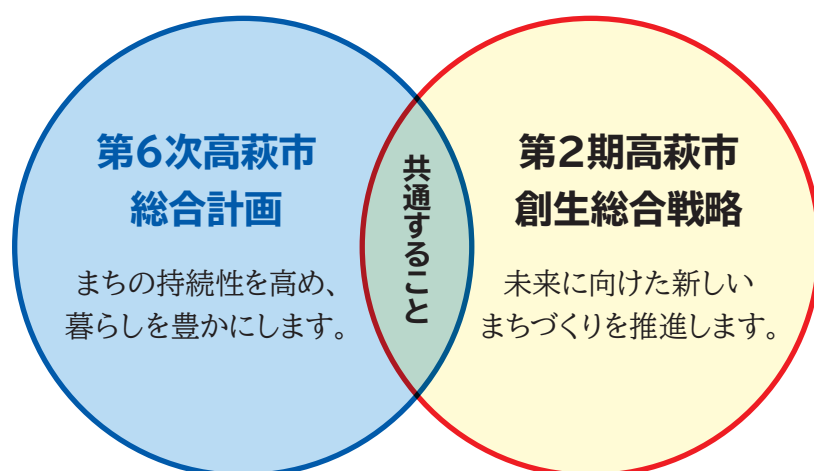 第6次高萩市
総合計画
まちの持続性を高め、
暮らしを豊かにします。
共通すること
第2期高萩市
創生総合戦略
未来に向けた新しい
まちづくりを推進します。